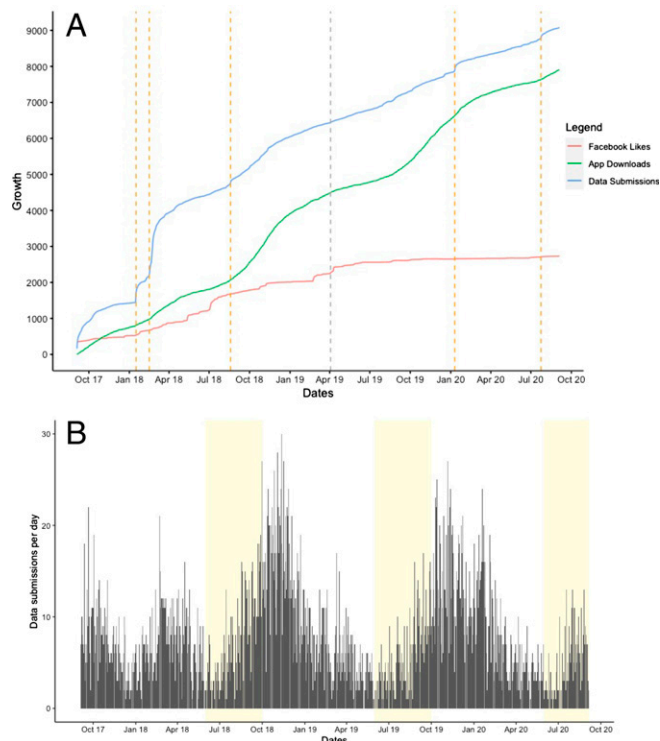 A
9000
8000
7000
6000
5000
4000
3000
2000
1000
0
Growth
Oct 17 Jan 18 Apr 18 Jul 18 Oct 18 Jan 19 Apr 19 Jul 19 Oct 19 Jan 20 Apr 20 Jul 20 Oct 20
Dates
Legend
Facebook Likes
App Downloads
Data Submissions
B
30
20
10
0
Data submissions per day
Oct 17 Jan 18 Apr 18 Jul 18 Oct 18 Jan 19 Apr 19 Jul 19 Oct 19 Jan 20 Apr 20 Jul 20 Oct 20
Dates